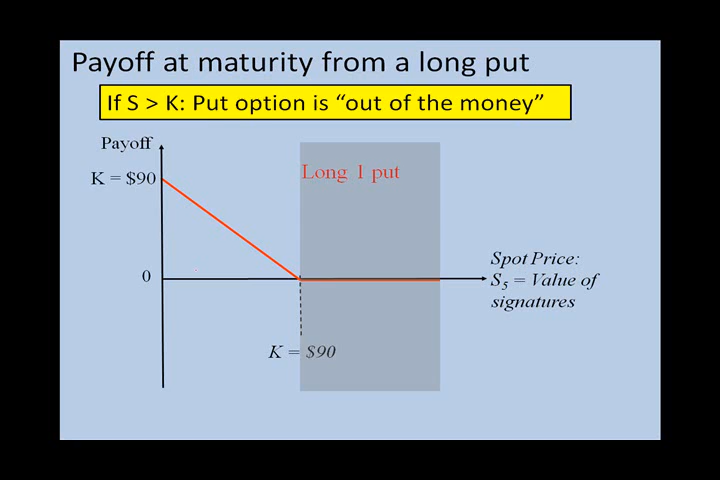 Payoff at maturity from a long put
If S > K: Put option is “out of the money”
Payoff
K = $90
Long 1 put
0
Spot Price:
S₅ = Value of
signatures
K = $90